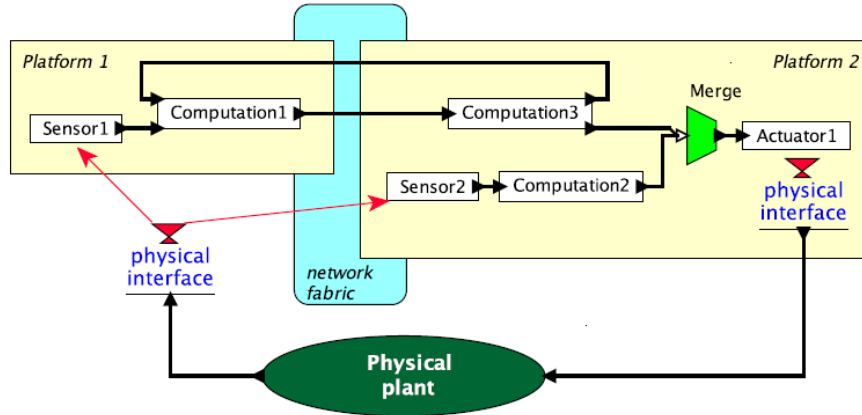 Platform 1
Platform 2
Merge
Computation1
Computation3
Sensor1
Actuator1
Sensor2
Computation2
physical
interface
physical
interface
network
fabric
Physical
plant